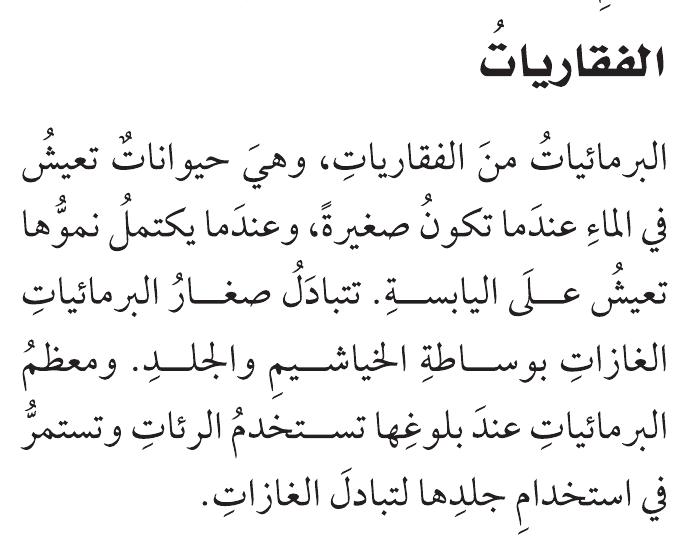 الفقارياتُ
البرمائياتُ منَ الفقارياتِ، وهيَ حيواناتٌ تعيشُ
في الماءِ عندَما تكونُ صغيرةً، وعندَما يكتملُ نموُّها
تعيشُ علَى اليابسةِ. تتبادَلُ صغارُ البرمائياتِ
الغازاتِ بوساطةِ الخياشيمِ والجلدِ. ومعظمُ
البرمائياتِ عندَ بلوغِها تستخدمُ الرئاتِ وتستمرُّ
في استخدامِ جلدِها لتبادلَ الغازاتِ.